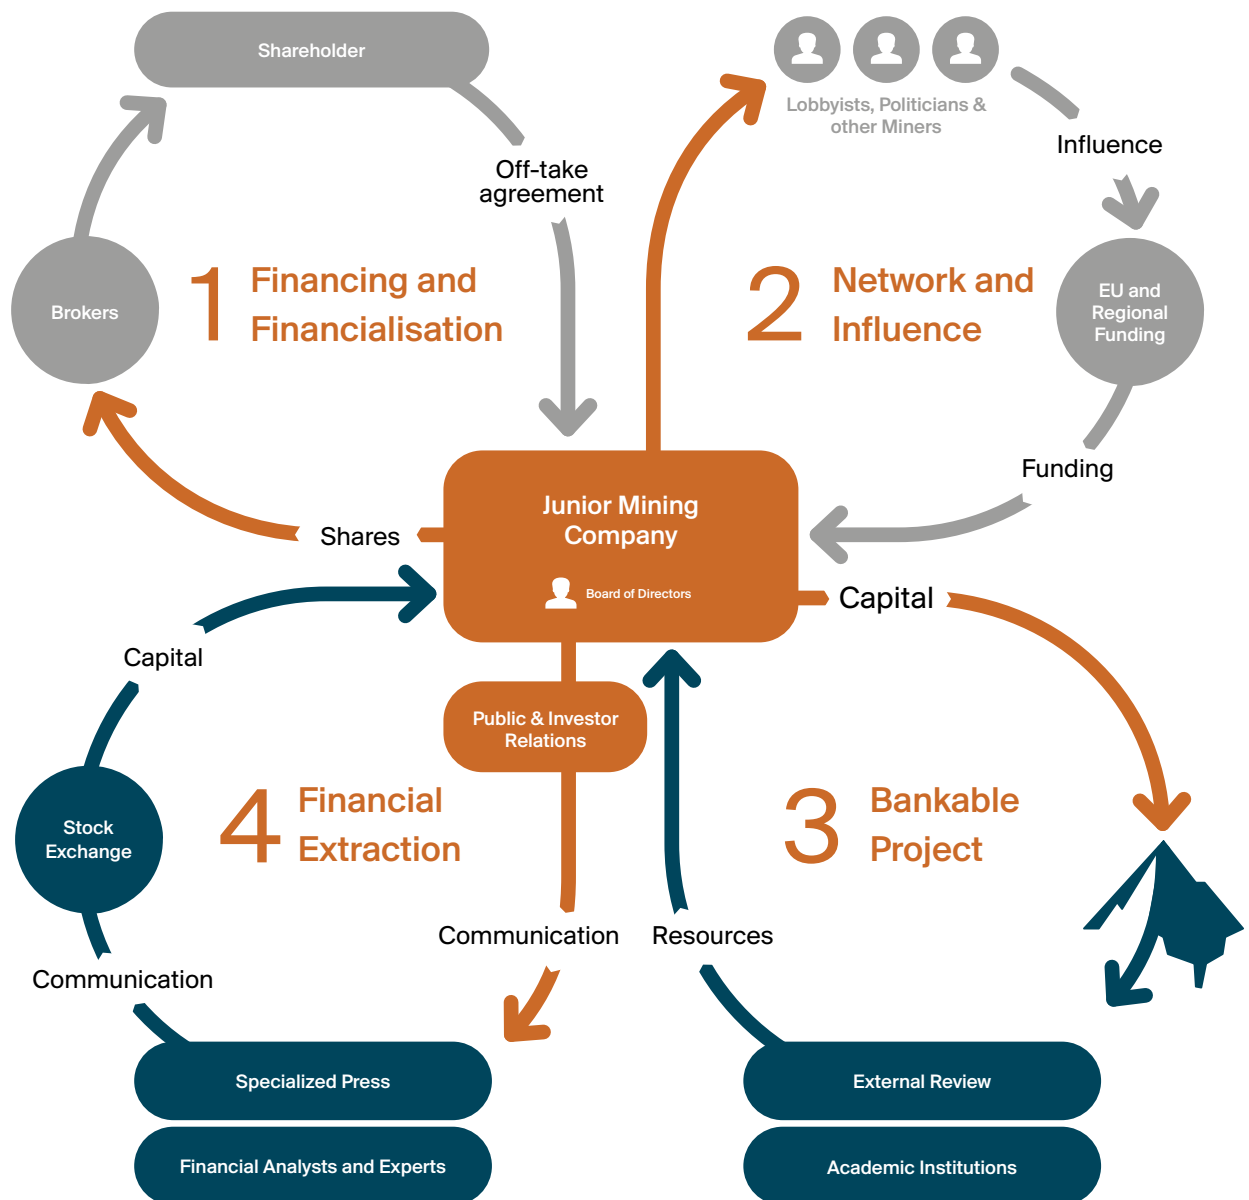 Shareholder
Lobbyists, Politicians &
other Miners
Influence
Off-take
agreement
Brokers
1 Financing and
Financialisation
2 Network and
Influence
EU and
Regional
Funding
Funding
Junior Mining
Company
Board of Directors
Shares
Capital
Capital
Public & Investor
Relations
Stock
Exchange
4 Financial
Extraction
3 Bankable
Project
Communication
Resources
Communication
Specialized Press
External Review
Financial Analysts and Experts
Academic Institutions